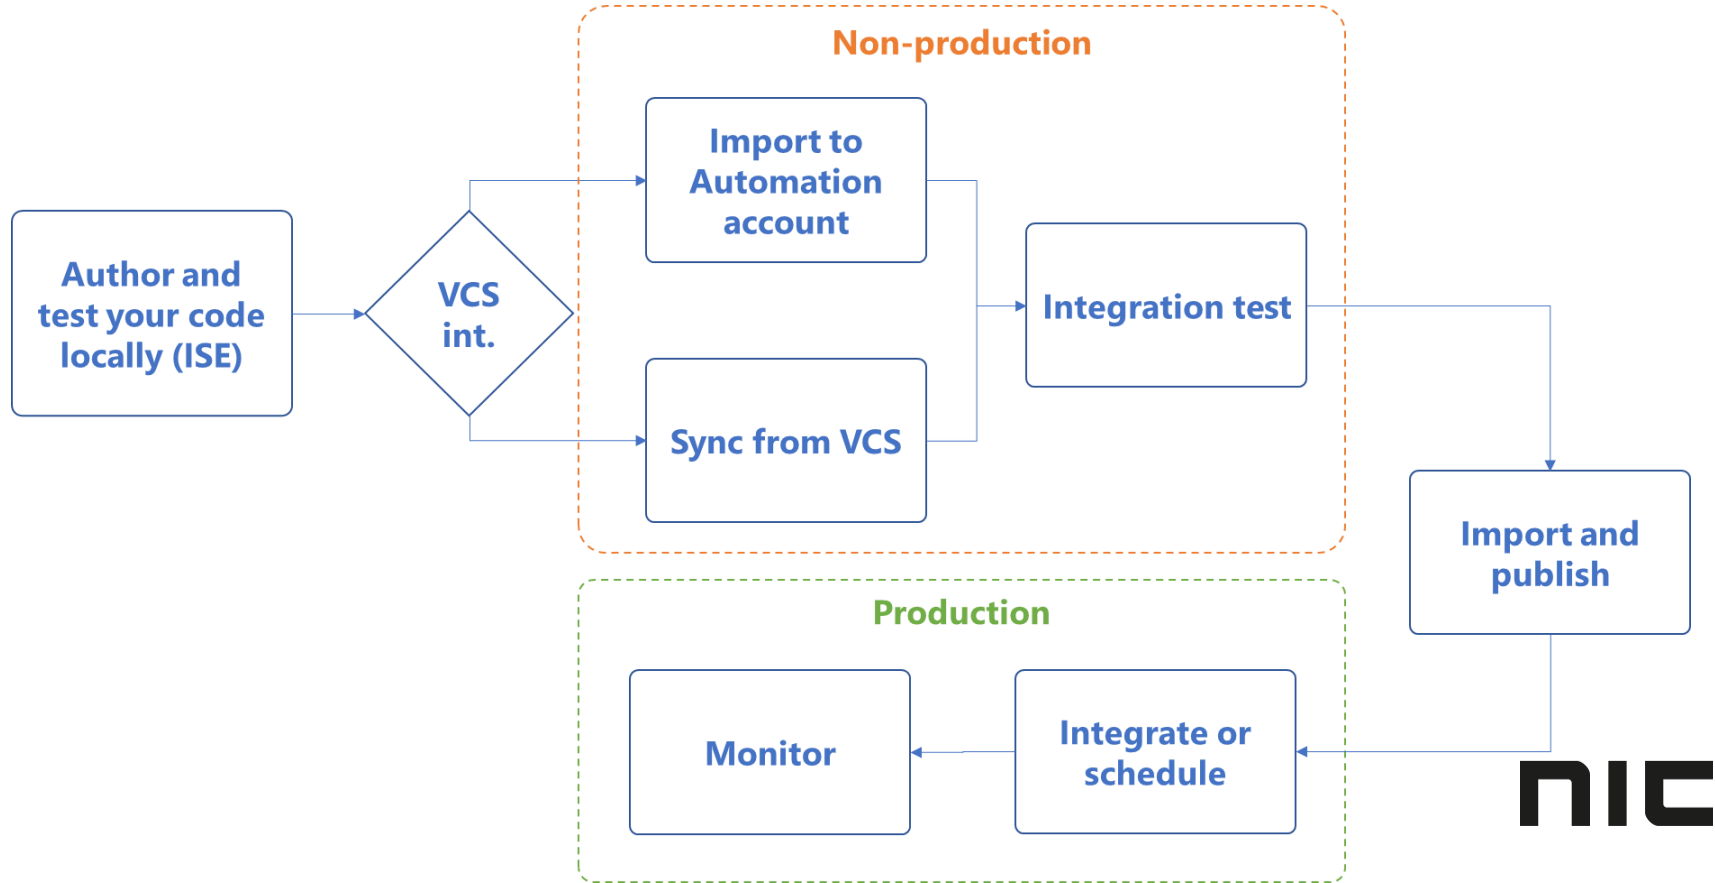 Non-production
Import to
Automation
account
Author and
test your code
locally (ISE)
VCS
int.
Integration test
Sync from VCS
Import and
publish
Production
Monitor
Integrate or
schedule
nic